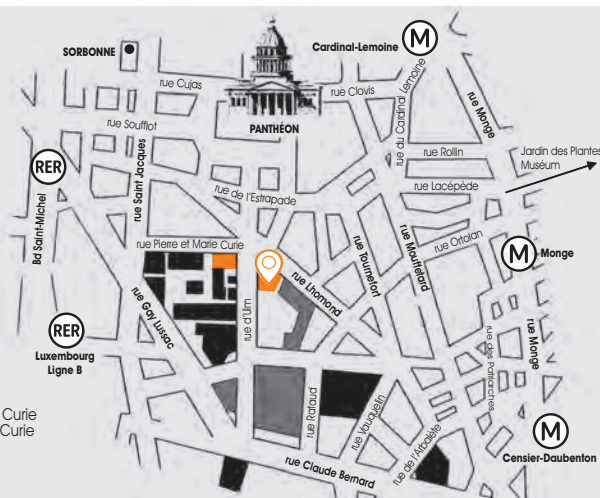 SORBONNE
Cardinal-Lemoine
M
rue Cujas
rue Clovis
rue du Cardinal Lemoine
rue Monge
PANTHÉON
rue Soufflot
rue Saint Jacques
rue Rollin
Jardin des Plantes
Muséum
RER
rue Lacépède
rue de l'Estrapade
Bd Saint-Michel
rue Pierre et Marie Curie
rue Tournefort
rue Mouffetard
rue Ortolan
M
Monge
rue Lhomond
rue Gay Lussac
rue d'Ulm
RER
Luxembourg
Ligne B
rue des Patriarches
rue Monge
Curie
Curie
rue Rataud
rue Vauquelin
rue de l'Arbalète
M
Censier-Daubenton
rue Claude Bernard